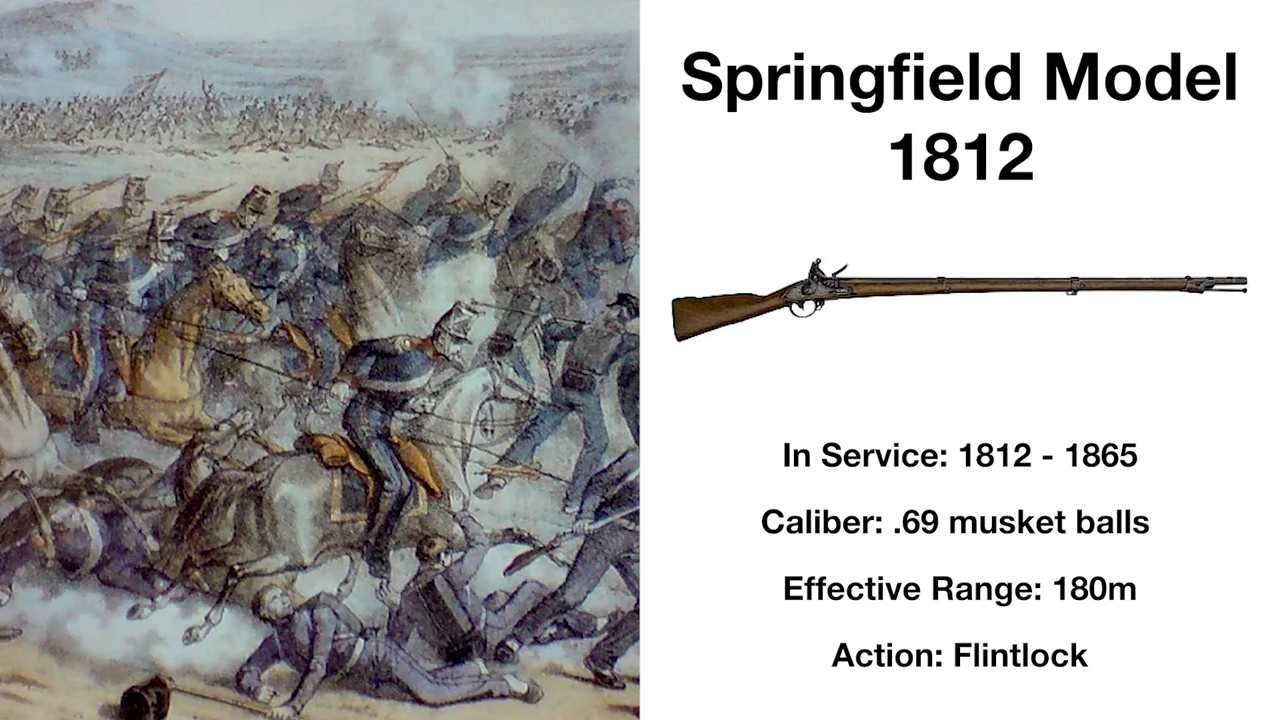 Springfield Model
1812
In Service: 1812 - 1865
Caliber: .69 musket balls
Effective Range: 180m
Action: Flintlock